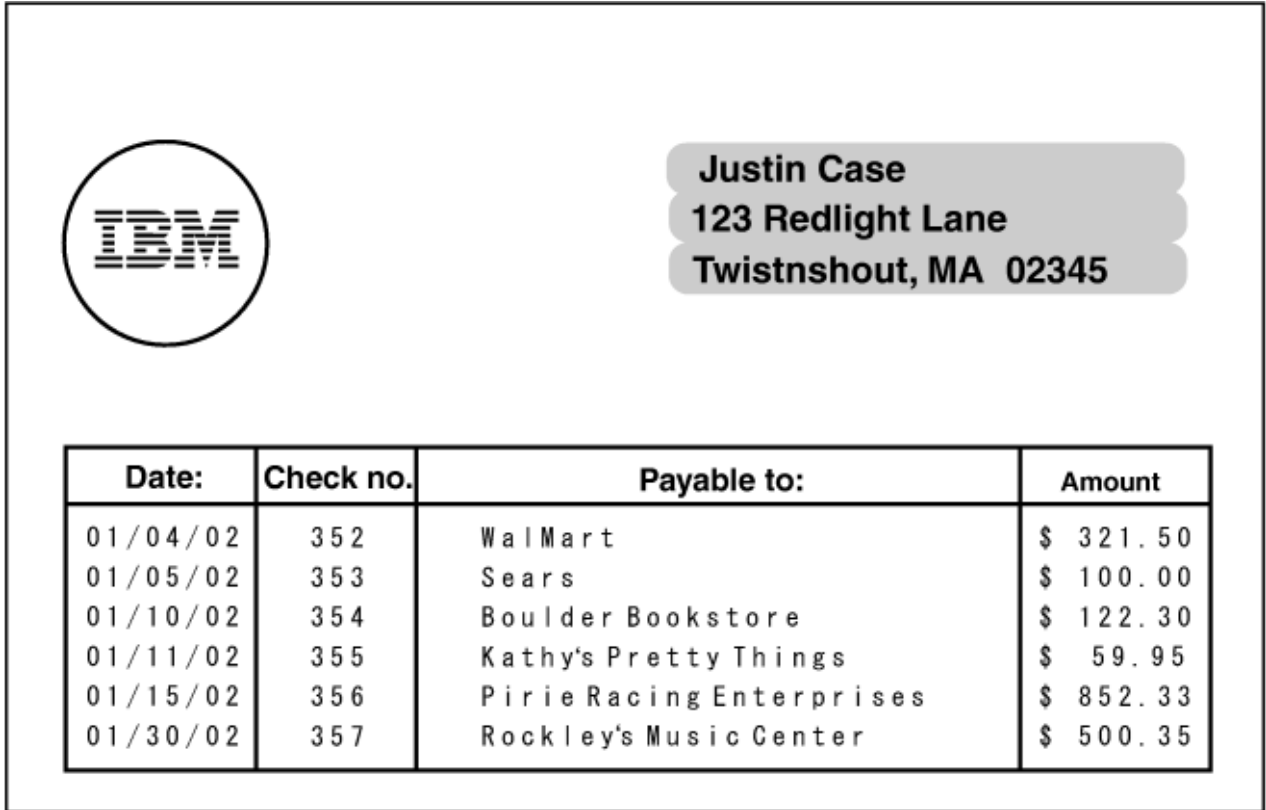 IBM
Justin Case
123 Redlight Lane
Twistnshout, MA 02345
Date: Check no. Payable to: Amount
01/04/02 352 WalMart $ 321.50
01/05/02 353 Sears $ 100.00
01/10/02 354 Boulder Bookstore $ 122.30
01/11/02 355 Kathy‘s Pretty Things $ 59.95
01/15/02 356 Pirie Racing Enterprises $ 852.33
01/30/02 357 Rockley‘s Music Center $ 500.35